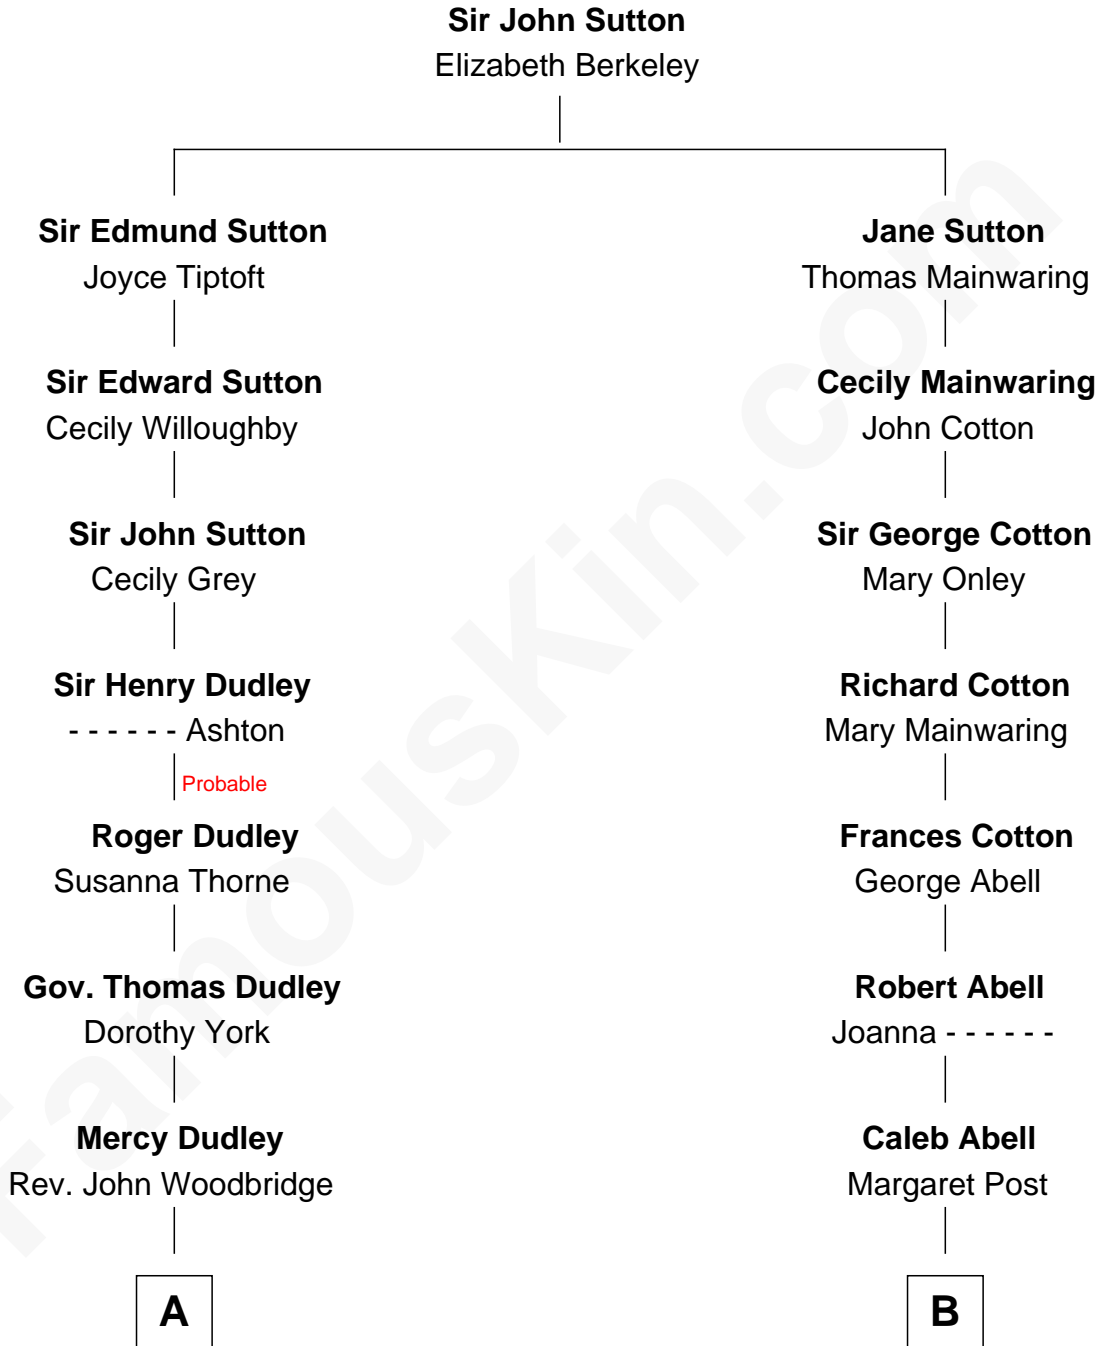 Sir John Sutton
Elizabeth Berkeley
Sir Edmund Sutton
Joyce Tiptoft
Jane Sutton
Thomas Mainwaring
Sir Edward Sutton
Cecily Willoughby
Cecily Mainwaring
John Cotton
Sir John Sutton
Cecily Grey
Sir George Cotton
Mary Onley
Sir Henry Dudley
- - - - - - Ashton
Richard Cotton
Mary Mainwaring
Probable
Roger Dudley
Susanna Thorne
Frances Cotton
George Abell
Gov. Thomas Dudley
Dorothy York
Robert Abell
Joanna - - - - - -
Mercy Dudley
Rev. John Woodbridge
Caleb Abell
Margaret Post
A
B
FamousKin.com